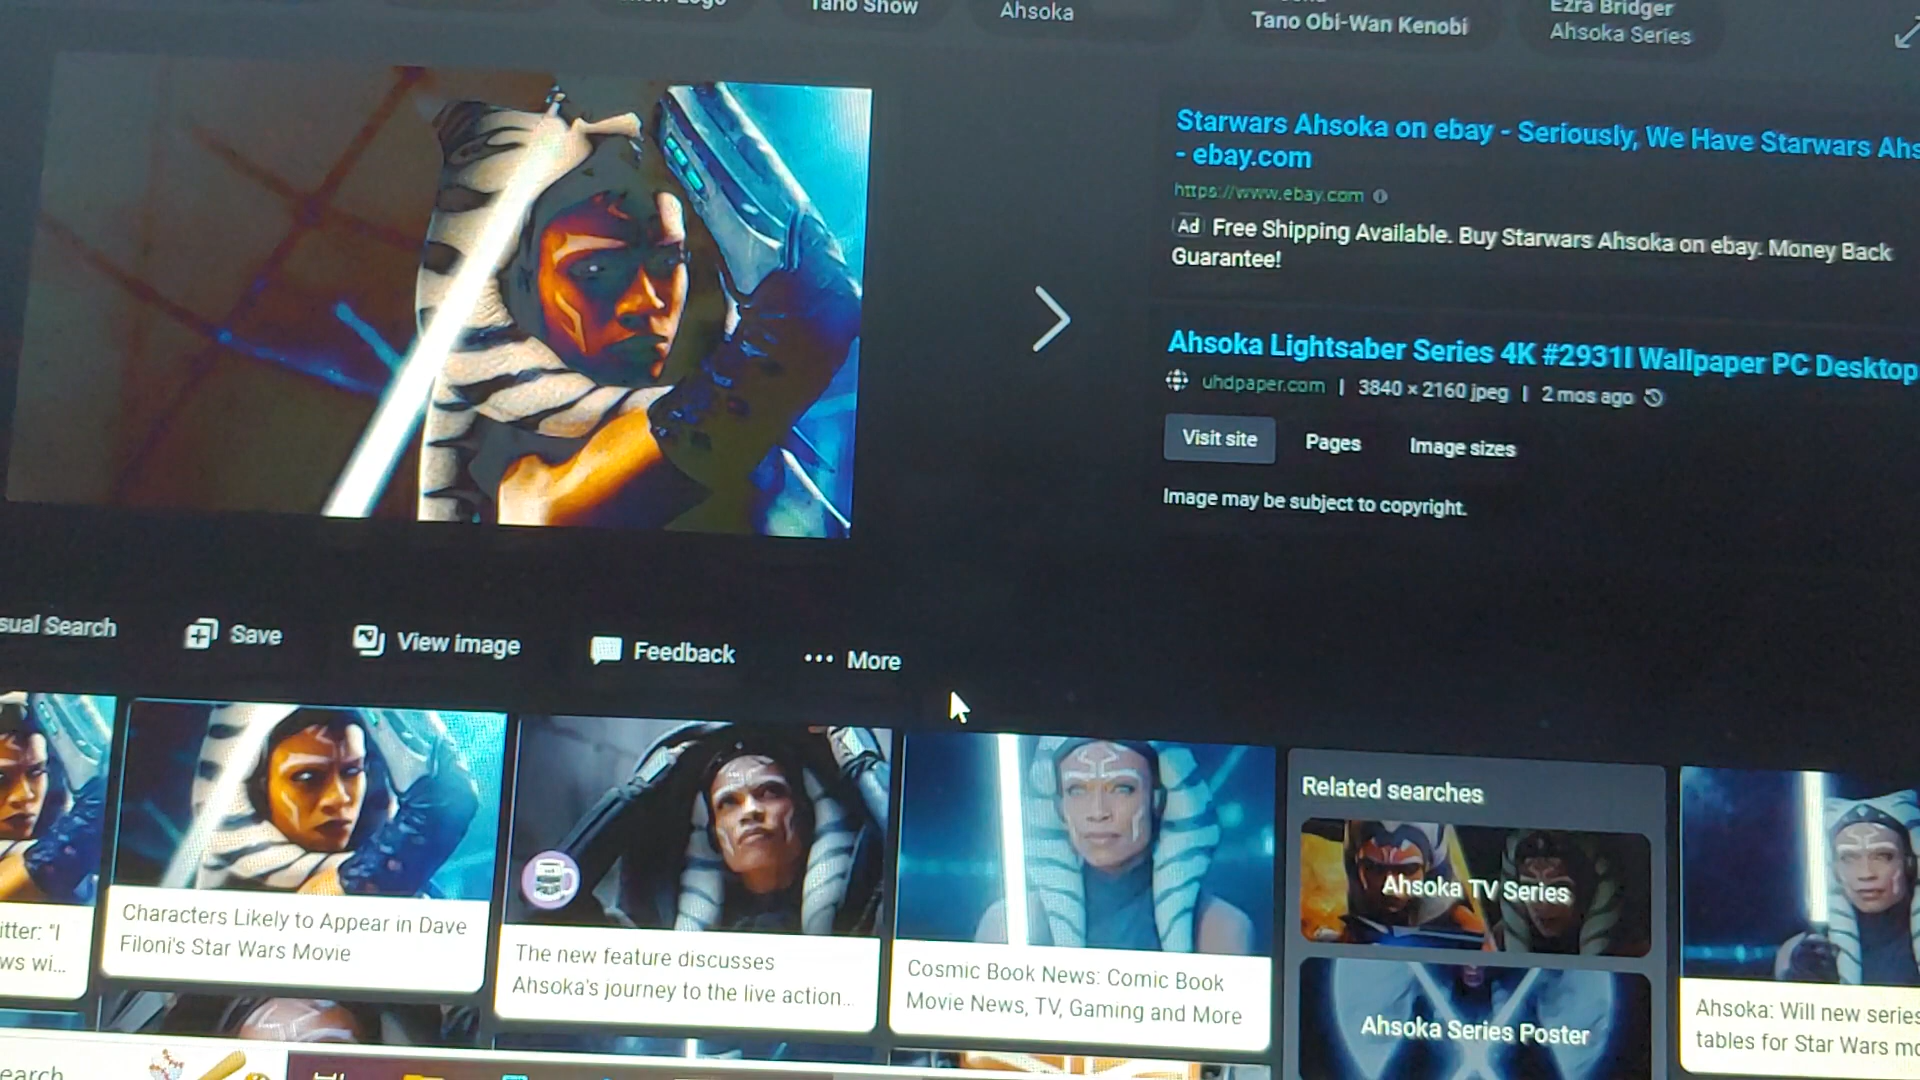 Tano Show
Ahsoka
Tano Obi-Wan Kenobi
Ezra Bridger
Ahsoka Series
Starwars Ahsoka on ebay - Seriously, We Have Starwars Ahs
- ebay.com
https://www.ebay.com
Ad Free Shipping Available. Buy Starwars Ahsoka on ebay. Money Back
Guarantee!
Ahsoka Lightsaber Series 4K #2931I Wallpaper PC Desktop
uhdpaper.com | 3840 × 2160 jpeg | 2 mos ago
Visit site Pages Image sizes
Image may be subject to copyright.
sual Search Save View image Feedback ••• More
itter: "I
ws wi...
Characters Likely to Appear in Dave
Filoni's Star Wars Movie
The new feature discusses
Ahsoka's journey to the live action...
Cosmic Book News: Comic Book
Movie News, TV, Gaming and More
Related searches
Ahsoka TV Series
Ahsoka Series Poster
Ahsoka: Will new series
tables for Star Wars mo
earch